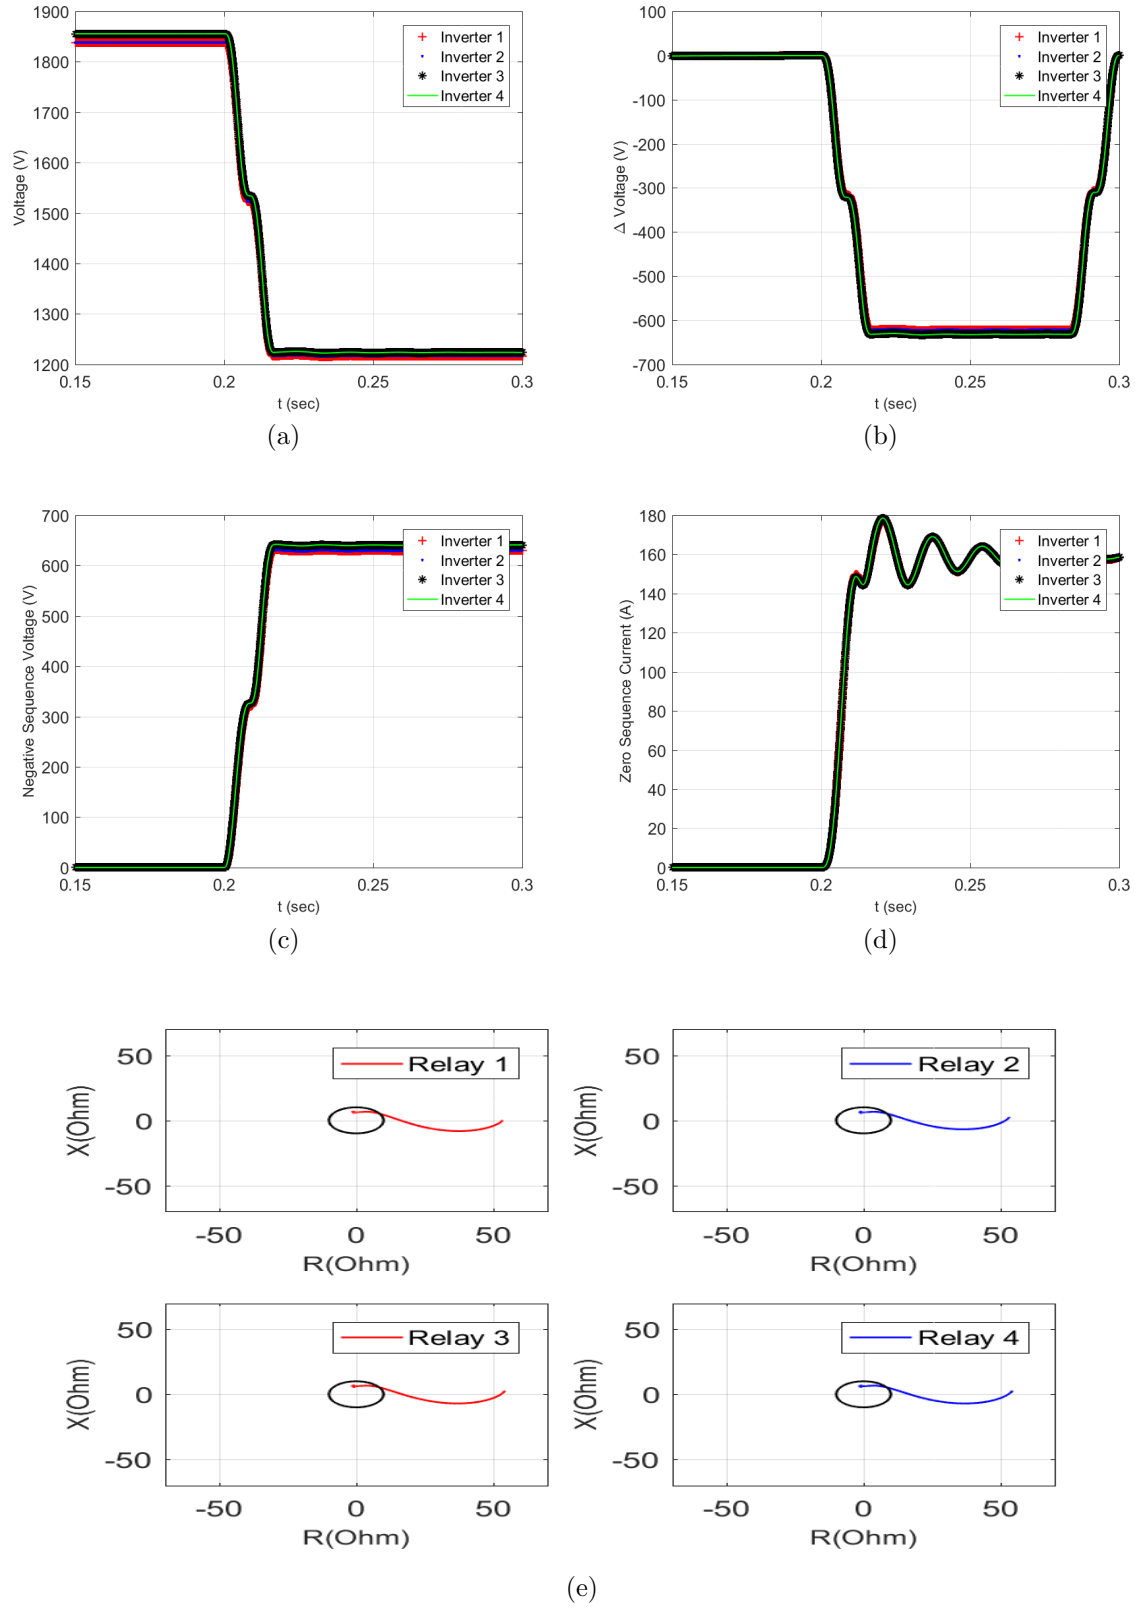 1900
1800
1700
1600
1500
1400
1300
1200
Voltage (V)
0.15 0.2 0.25 0.3
t (sec)
Inverter 1
Inverter 2
Inverter 3
Inverter 4
(a)
100
0
-100
-200
-300
-400
-500
-600
-700
Δ Voltage (V)
0.15 0.2 0.25 0.3
t (sec)
Inverter 1
Inverter 2
Inverter 3
Inverter 4
(b)
700
600
500
400
300
200
100
0
Negative Sequence Voltage (V)
0.15 0.2 0.25 0.3
t (sec)
Inverter 1
Inverter 2
Inverter 3
Inverter 4
(c)
180
160
140
120
100
80
60
40
20
0
Zero Sequence Current (A)
0.15 0.2 0.25 0.3
t (sec)
Inverter 1
Inverter 2
Inverter 3
Inverter 4
(d)
50
0
-50
X(Ohm)
-50 0 50
R(Ohm)
Relay 1
50
0
-50
X(Ohm)
-50 0 50
R(Ohm)
Relay 2
50
0
-50
X(Ohm)
-50 0 50
R(Ohm)
Relay 3
50
0
-50
X(Ohm)
-50 0 50
R(Ohm)
Relay 4
(e)